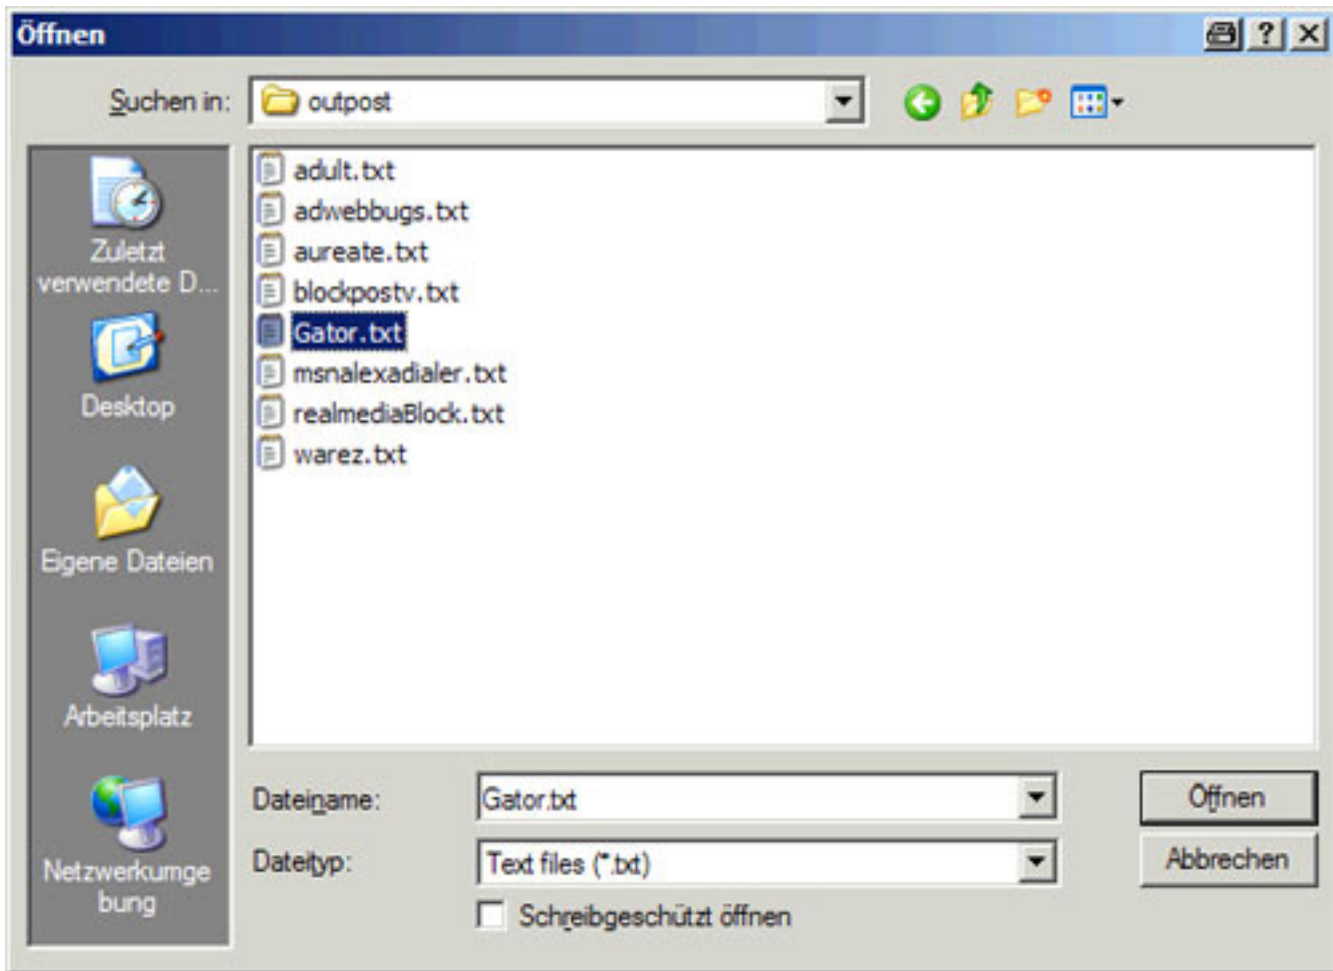 Öffnen
Suchen in:
outpost
adult.txt
adwebbugs.txt
aureate.txt
blockpostv.txt
Gator.txt
msnalexadialer.txt
realmediaBlock.txt
warez.txt
Zuletzt
verwendete D...
Desktop
Eigene Dateien
Arbeitsplatz
Netzwerkumge
bung
Dateiname:
Gator.txt
Öffnen
Dateityp:
Text files (*.txt)
Abbrechen
Schreibgeschützt öffnen